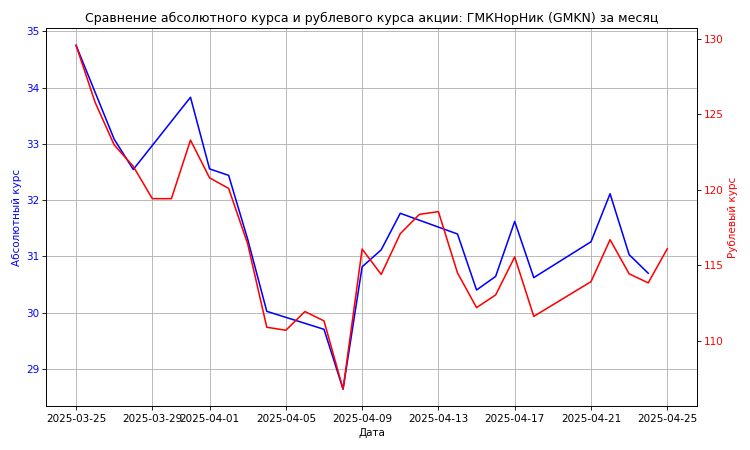 Сравнение абсолютного курса и рублевого курса акции: ГМКНорНик (GMKN) за месяц
35
34
33
32
31
30
29
Абсолютный курс
130
125
120
115
110
Рублевый курс
2025-03-25 2025-03-29 2025-04-01 2025-04-05 2025-04-09 2025-04-13 2025-04-17 2025-04-21 2025-04-25
Дата